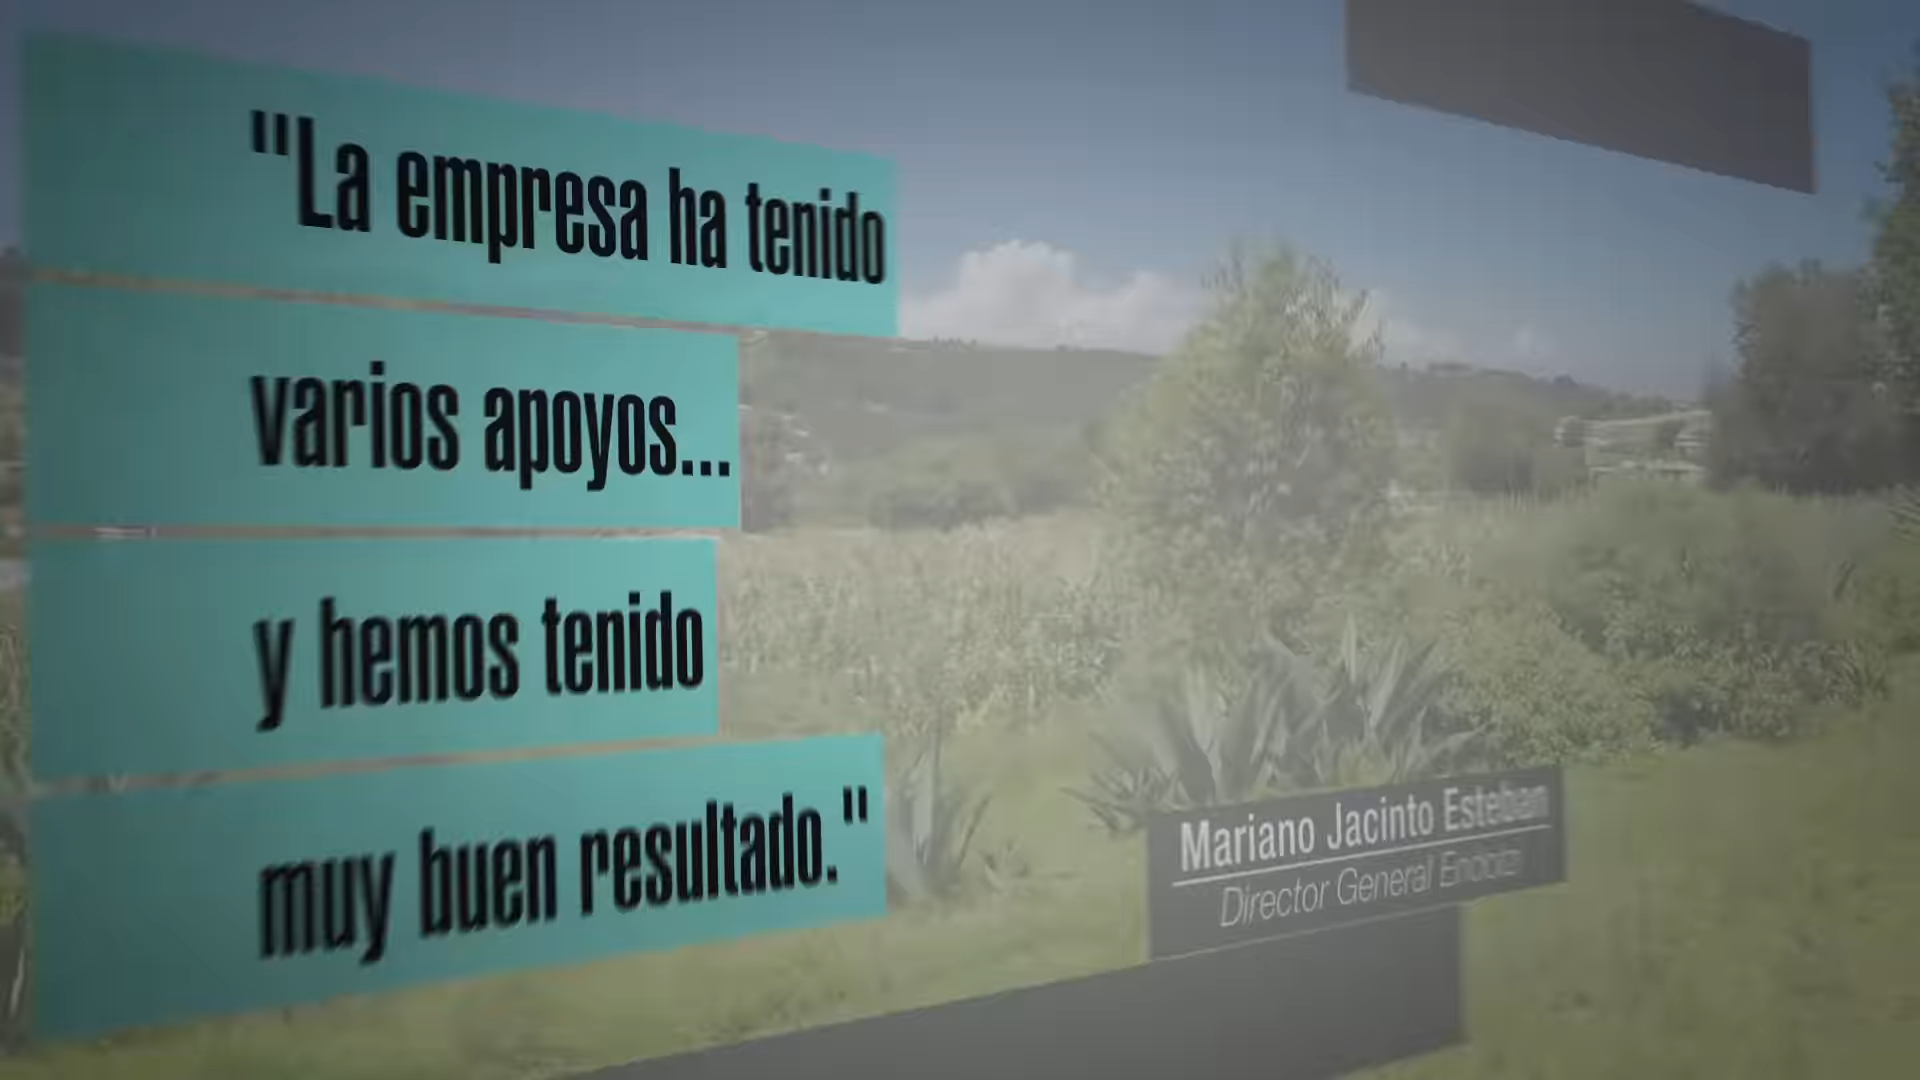 "La empresa ha tenido
varios apoyos...
y hemos tenido
muy buen resultado."
Mariano Jacinto Esteban
Director General